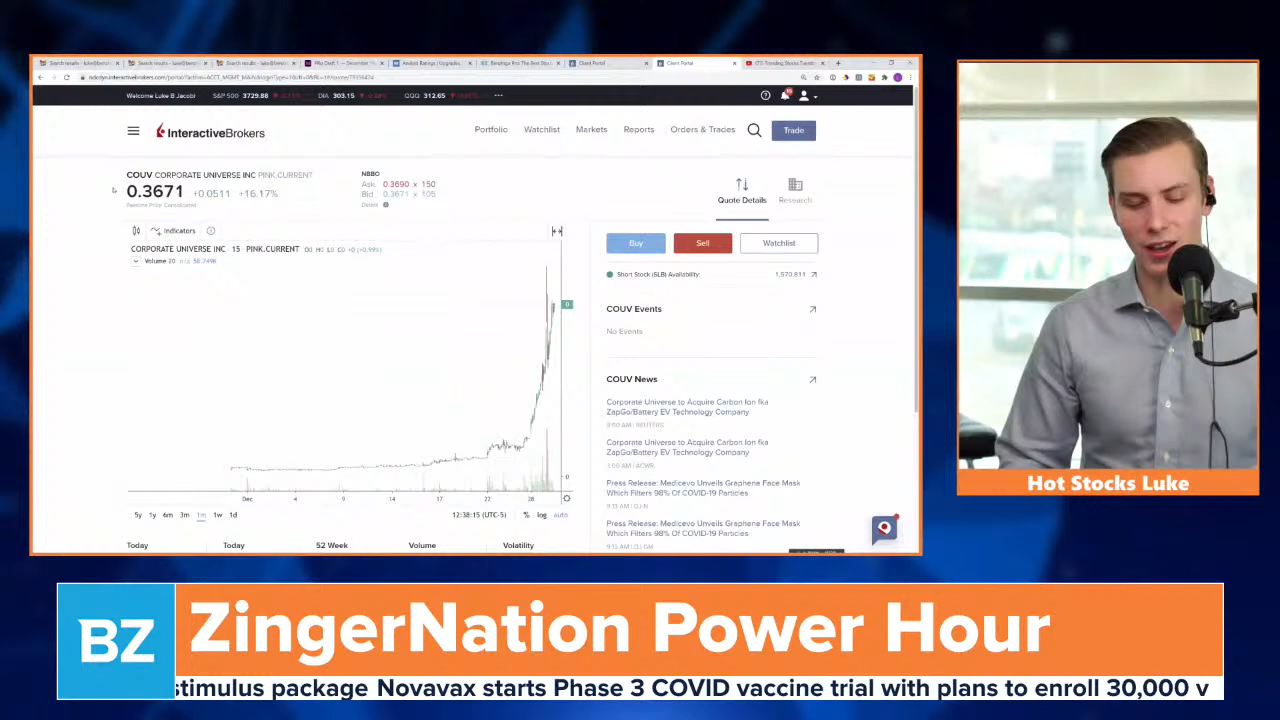 Welcome Luke B Jacobi S&P 500 3729.88 DIA 303.15 QQQ 312.65
InteractiveBrokers
Portfolio Watchlist Markets Reports Orders & Trades Trade
COUV CORPORATE UNIVERSE INC PINK.CURRENT
0.3671 +0.0511 +16.17%
NBBO
Ask 0.3690 x 150
Bid 0.3671 x 105
Quote Details Research
Indicators
CORPORATE UNIVERSE INC 15 PINK.CURRENT
Volume 20 n/a
Buy Sell Watchlist
Short Stock (SLB) Availability: 1,570,811
COUV Events
No Events
COUV News
Corporate Universe to Acquire Carbon Ion fka
ZapGo/Battery EV Technology Company
Corporate Universe to Acquire Carbon Ion fka
ZapGo/Battery EV Technology Company
Press Release: Medicevo Unveils Graphene Face Mask
Which Filters 98% Of COVID-19 Particles
Press Release: Medicevo Unveils Graphene Face Mask
Which Filters 98% Of COVID-19 Particles
Dec 4 9 14 17 22 28
5y 1y 6m 3m 1m 1w 1d 12:38:15 (UTC-5) % log auto
Today Today 52 Week Volume Volatility
Hot Stocks Luke
BZ ZingerNation Power Hour
stimulus package Novavax starts Phase 3 COVID vaccine trial with plans to enroll 30,000 v